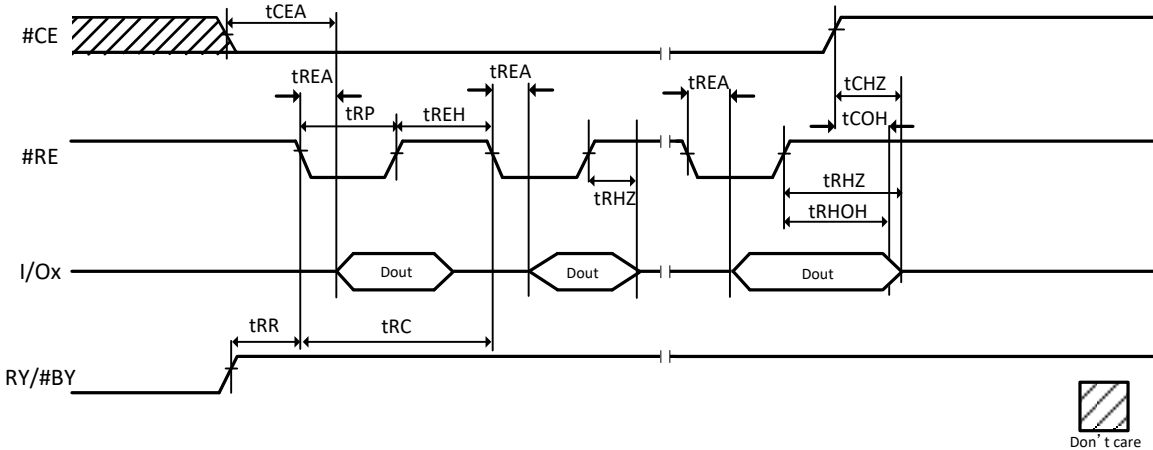 tCEA
#CE
tREA
tREA
tREA
tCHZ
tRP
tREH
tCOH
#RE
tRHZ
tRHZ
tRHOH
I/Ox
Dout
Dout
Dout
tRR
tRC
RY/#BY
Don't care